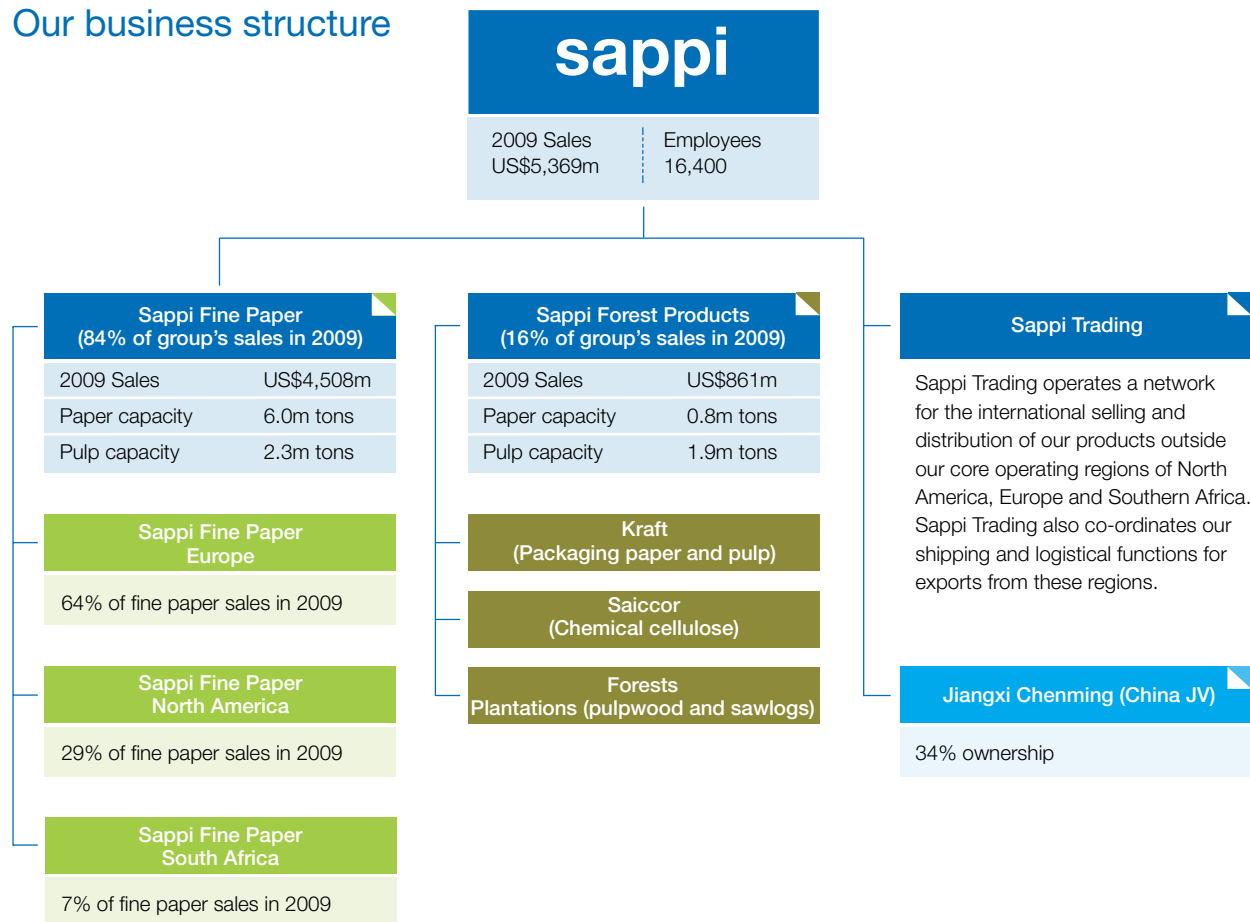 Our business structure
sappi
2009 Sales
US$5,369m
Employees
16,400
Sappi Fine Paper
(84% of group's sales in 2009)
2009 Sales US$4,508m
Paper capacity 6.0m tons
Pulp capacity 2.3m tons
Sappi Fine Paper
Europe
64% of fine paper sales in 2009
Sappi Fine Paper
North America
29% of fine paper sales in 2009
Sappi Fine Paper
South Africa
7% of fine paper sales in 2009
Sappi Forest Products
(16% of group's sales in 2009)
2009 Sales US$861m
Paper capacity 0.8m tons
Pulp capacity 1.9m tons
Kraft
(Packaging paper and pulp)
Saiccor
(Chemical cellulose)
Forests
Plantations (pulpwood and sawlogs)
Sappi Trading
Sappi Trading operates a network
for the international selling and
distribution of our products outside
our core operating regions of North
America, Europe and Southern Africa.
Sappi Trading also co-ordinates our
shipping and logistical functions for
exports from these regions.
Jiangxi Chenming (China JV)
34% ownership